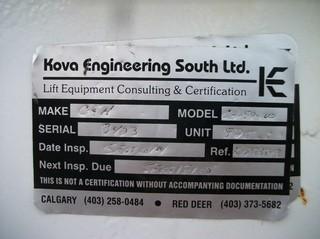 Kova Engineering South Ltd.
Lift Equipment Consulting & Certification
MAKE MODEL
SERIAL UNIT
Date Insp. Ref.
Next Insp. Due
THIS IS NOT A CERTIFICATION WITHOUT ACCOMPANYING DOCUMENTATION
CALGARY (403) 258-0484 • RED DEER (403) 373-5682